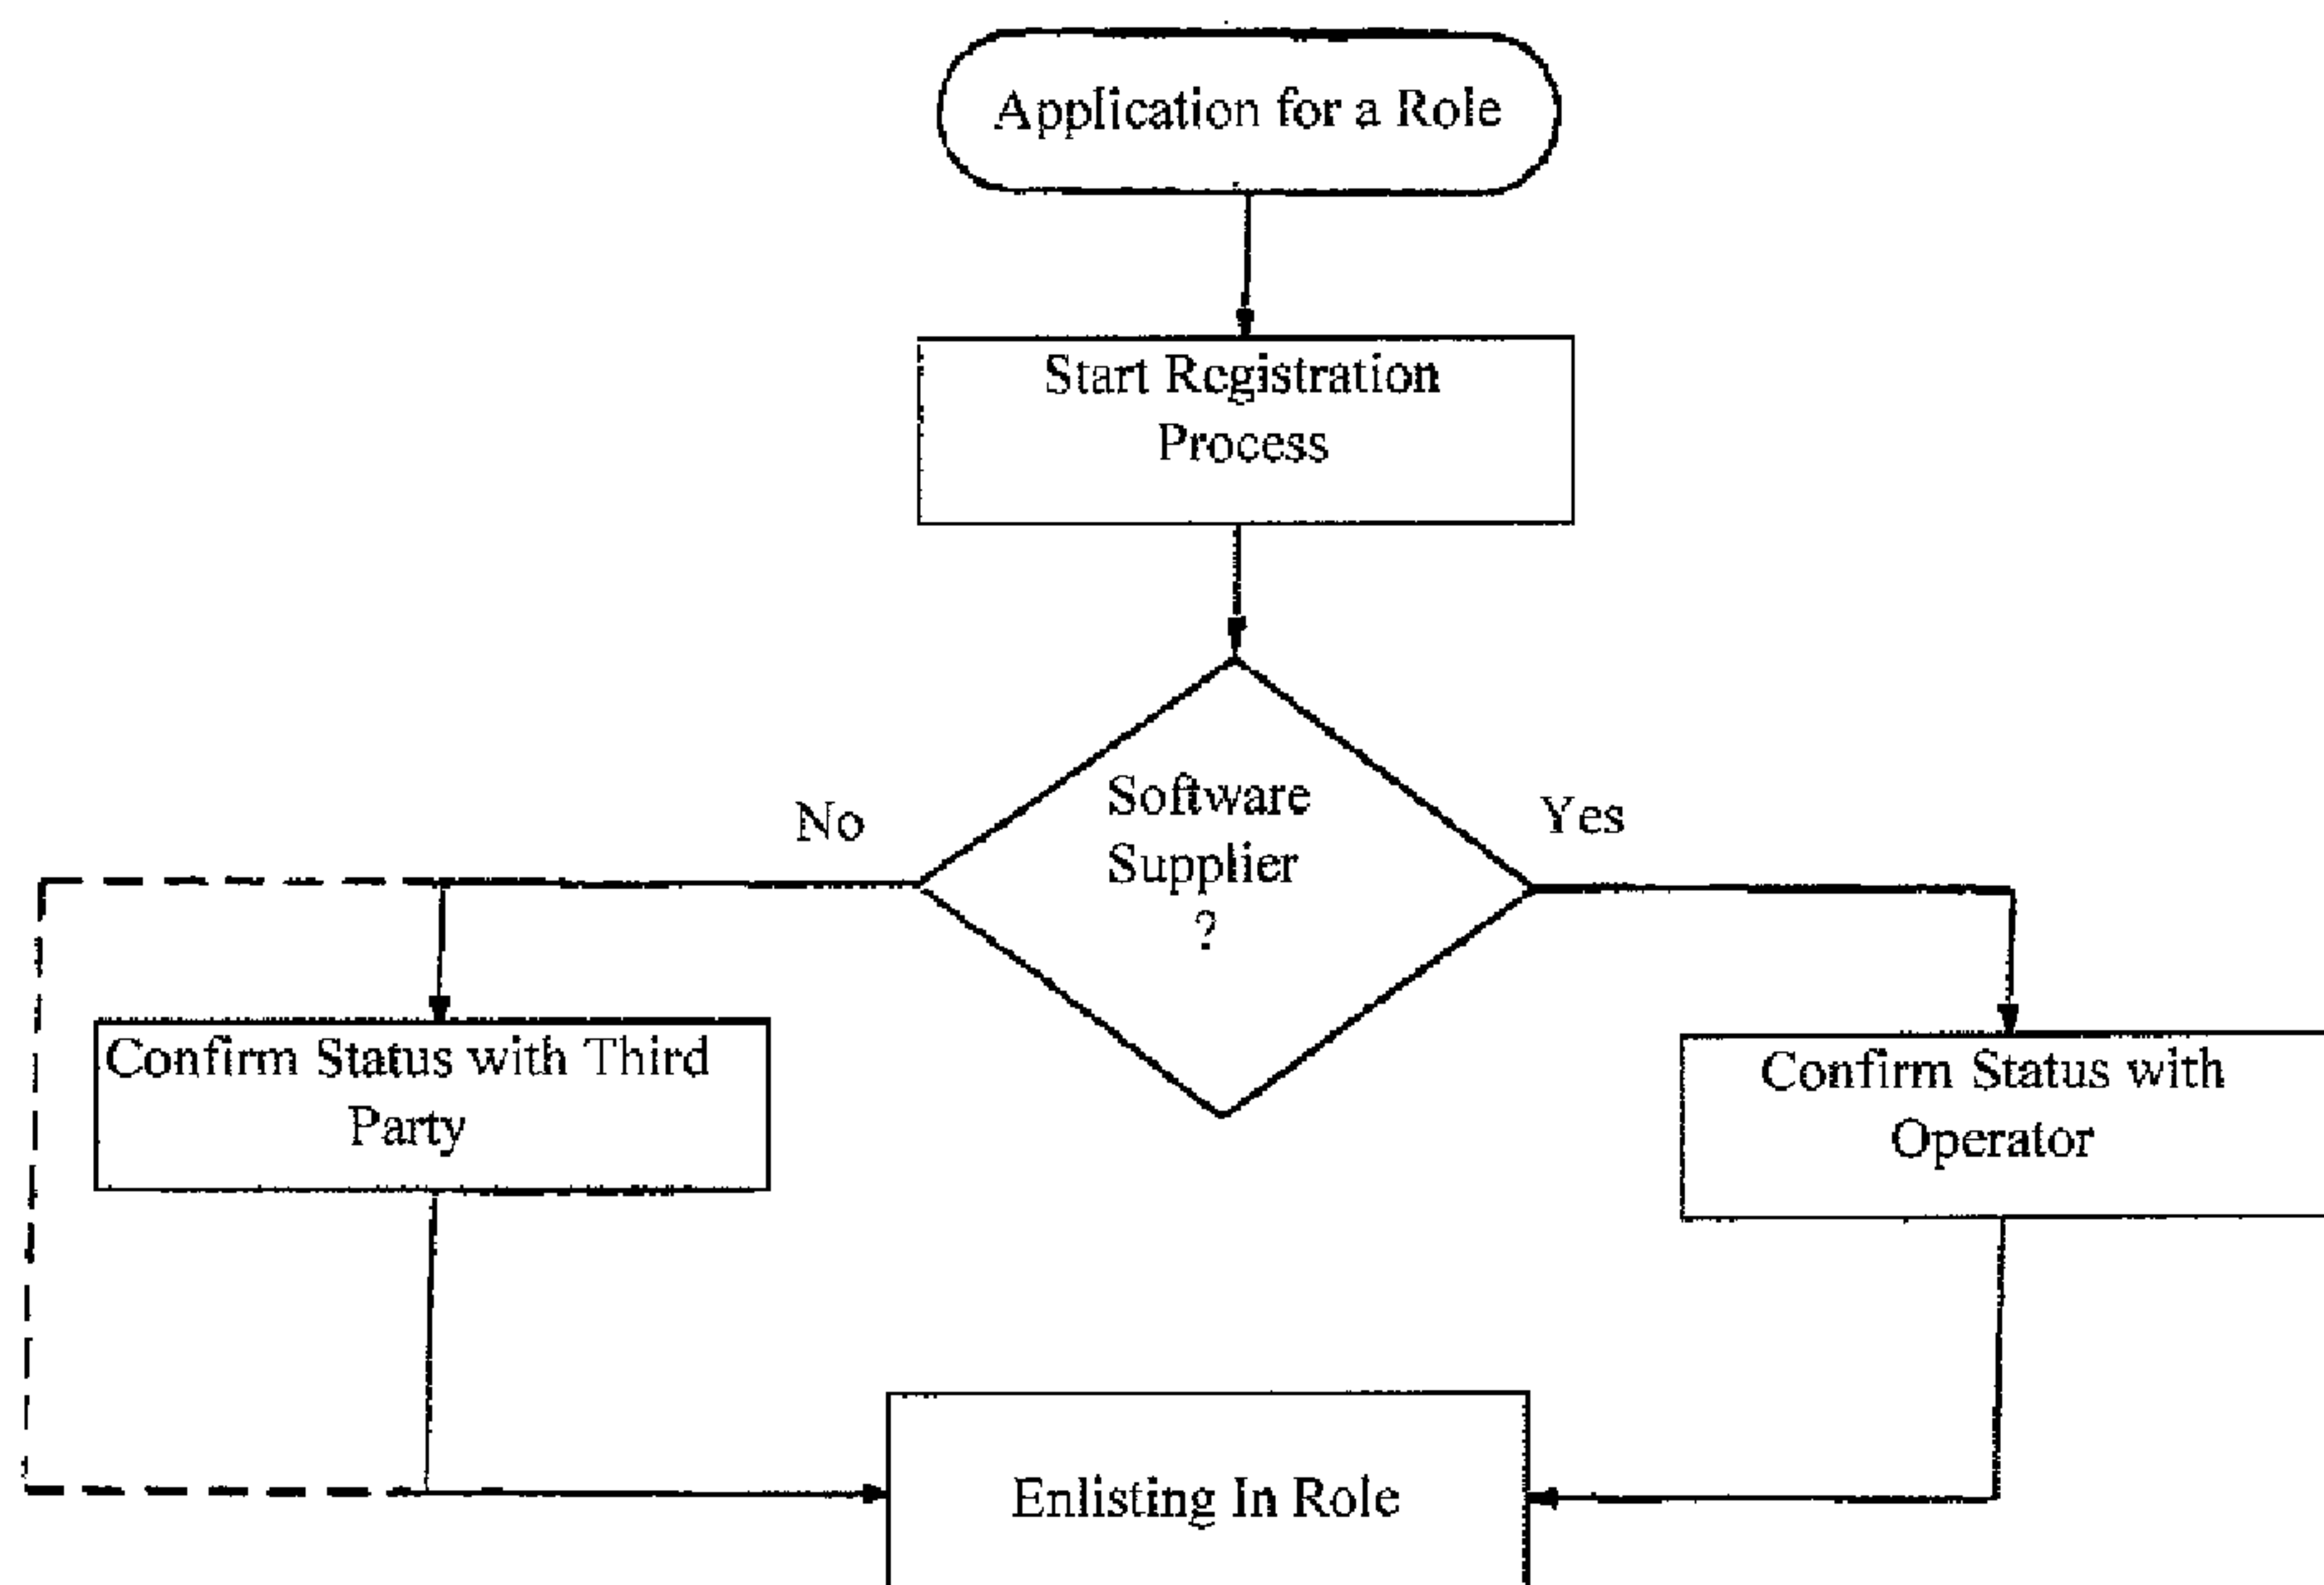 Application for a Role
Start Registration
Process
Software
Supplier
?
No
Yes
Confirm Status with Third
Party
Confirm Status with
Operator
Enlisting In Role